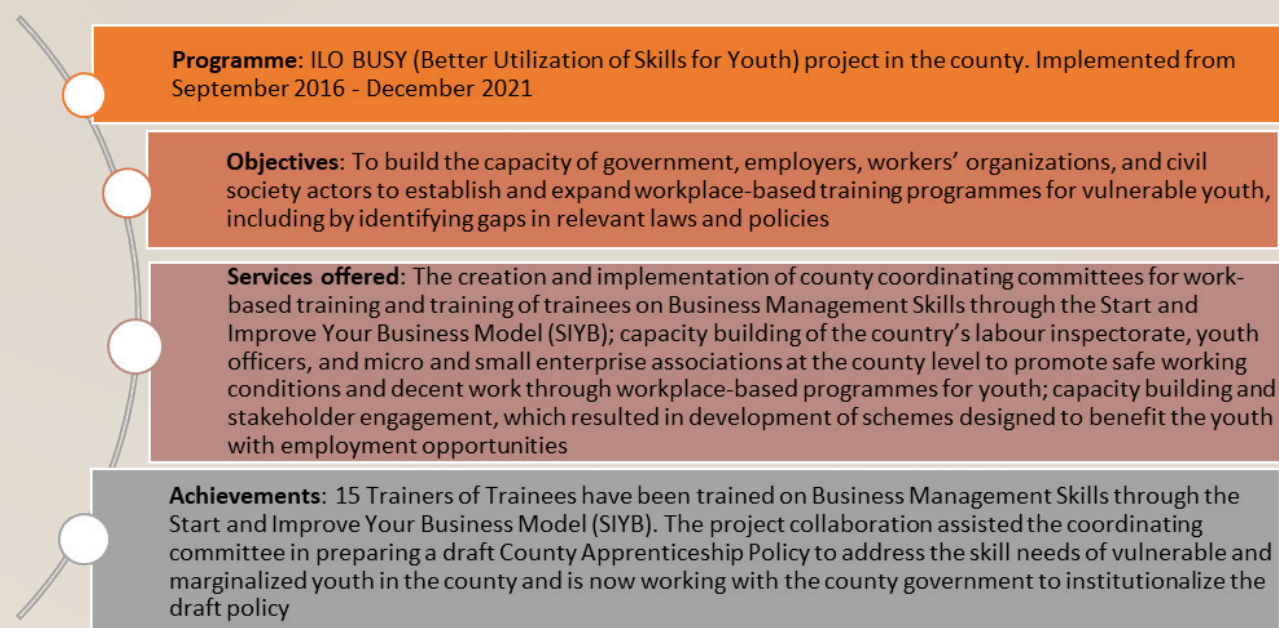 Programme: ILO BUSY (Better Utilization of Skills for Youth) project in the county. Implemented from
September 2016 - December 2021
Objectives: To build the capacity of government, employers, workers' organizations, and civil
society actors to establish and expand workplace-based training programmes for vulnerable youth,
including by identifying gaps in relevant laws and policies
Services offered: The creation and implementation of county coordinating committees for work-
based training and training of trainees on Business Management Skills through the Start and
Improve Your Business Model (SIYB); capacity building of the country's labour inspectorate, youth
officers, and micro and small enterprise associations at the county level to promote safe working
conditions and decent work through workplace-based programmes for youth; capacity building and
stakeholder engagement, which resulted in development of schemes designed to benefit the youth
with employment opportunities
Achievements: 15 Trainers of Trainees have been trained on Business Management Skills through the
Start and Improve Your Business Model (SIYB). The project collaboration assisted the coordinating
committee in preparing a draft County Apprenticeship Policy to address the skill needs of vulnerable and
marginalized youth in the county and is now working with the county government to institutionalize the
draft policy